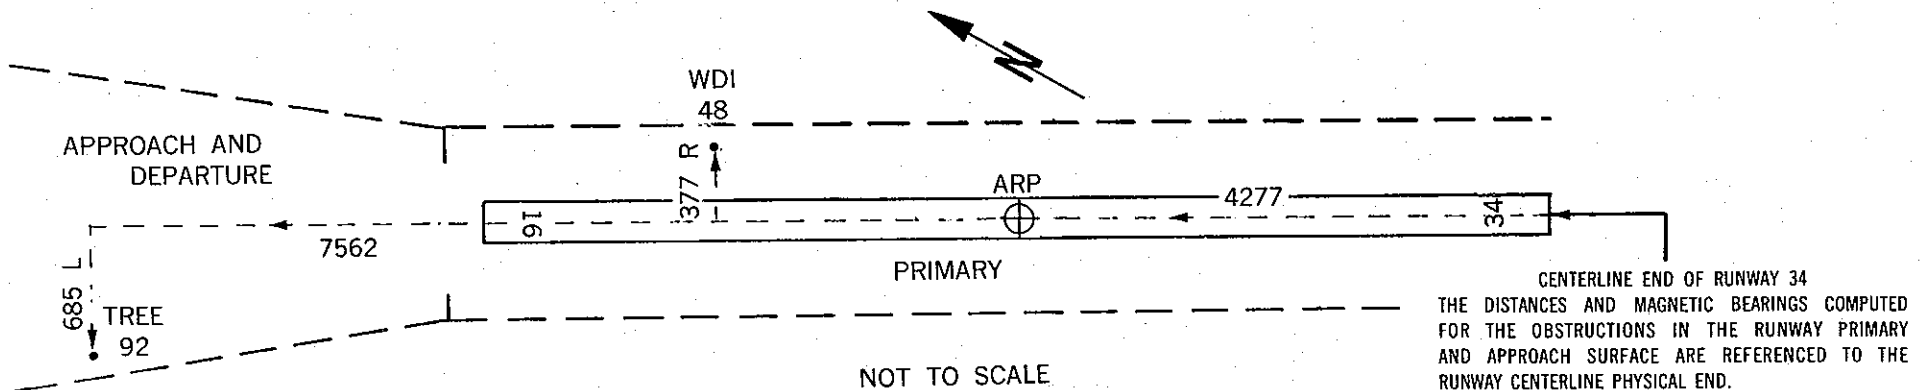 N
WDI
48
APPROACH AND
DEPARTURE
377 R
ARP
4277
16
34
7562
PRIMARY
685 L
TREE
92
CENTERLINE END OF RUNWAY 34
THE DISTANCES AND MAGNETIC BEARINGS COMPUTED
FOR THE OBSTRUCTIONS IN THE RUNWAY PRIMARY
AND APPROACH SURFACE ARE REFERENCED TO THE
RUNWAY CENTERLINE PHYSICAL END.
NOT TO SCALE